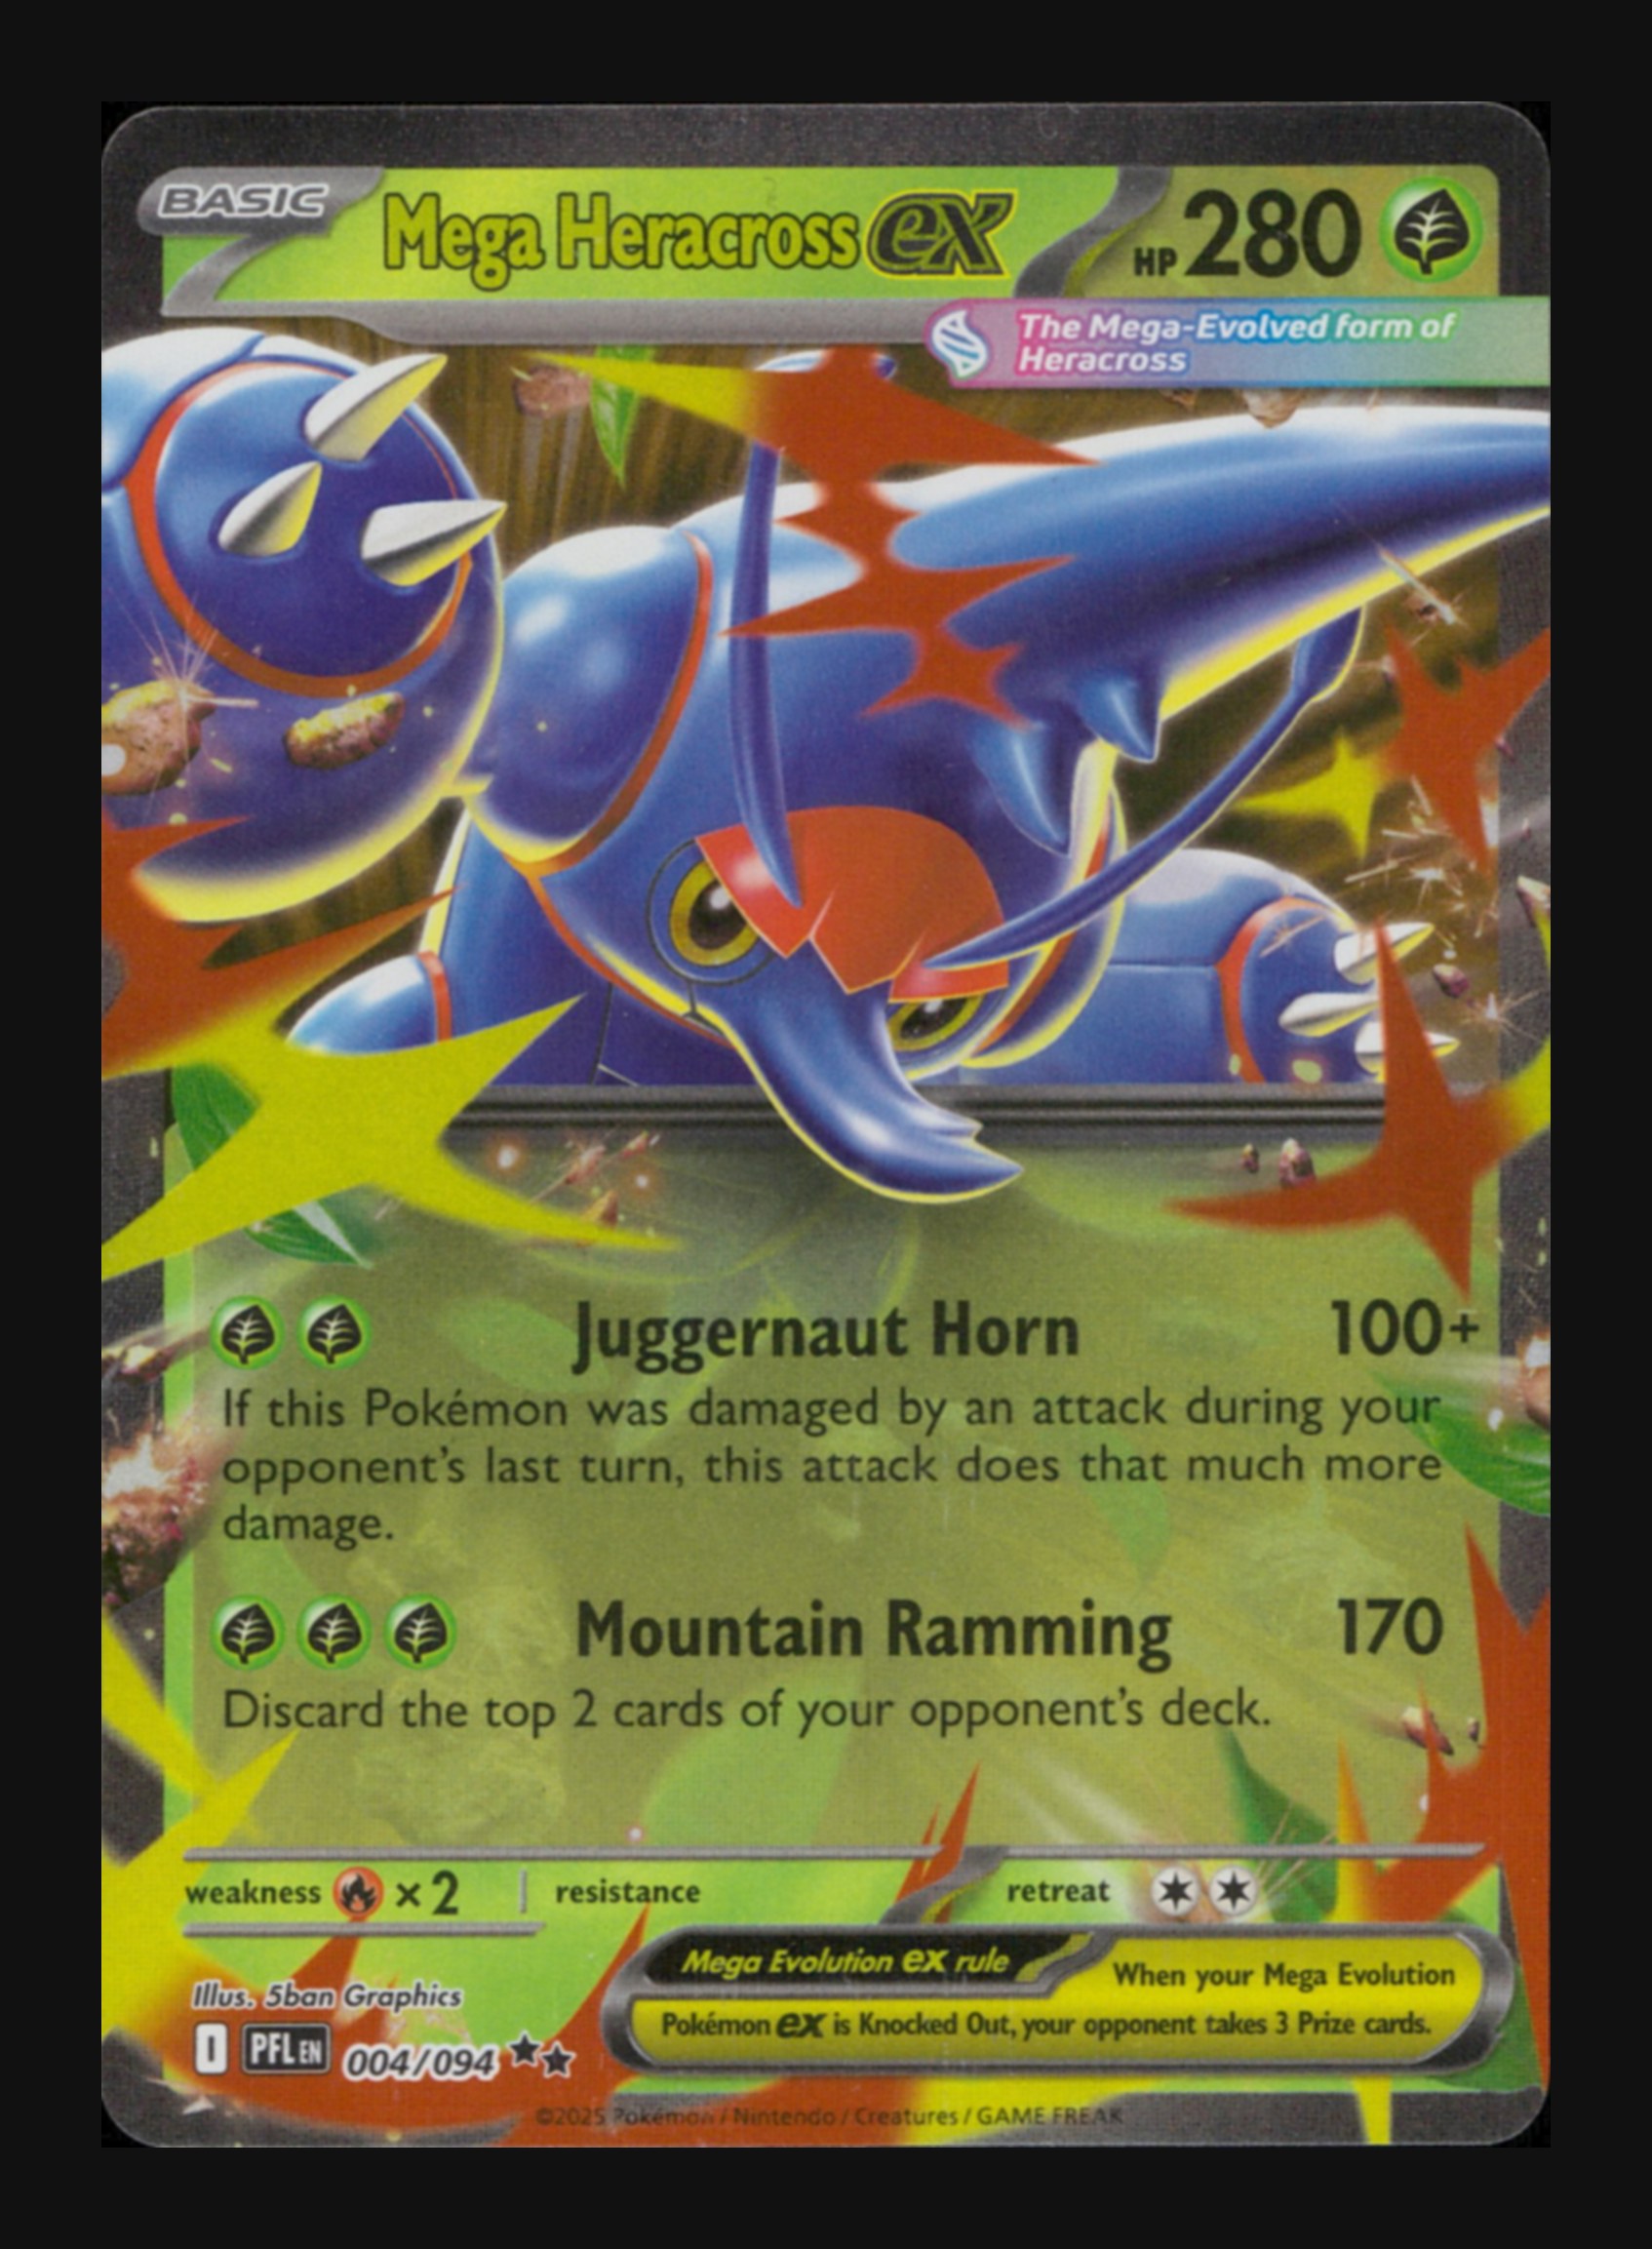 BASIC
Mega Heracross ex
HP 280
The Mega-Evolved form of
Heracross
Juggernaut Horn 100+
If this Pokémon was damaged by an attack during your
opponent's last turn, this attack does that much more
damage.
Mountain Ramming 170
Discard the top 2 cards of your opponent's deck.
weakness ×2 resistance retreat
Mega Evolution ex rule When your Mega Evolution
Pokémon ex is Knocked Out, your opponent takes 3 Prize cards.
Illus. 5ban Graphics
I PFL EN 004/094
©2025 Pokémon / Nintendo / Creatures / GAME FREAK